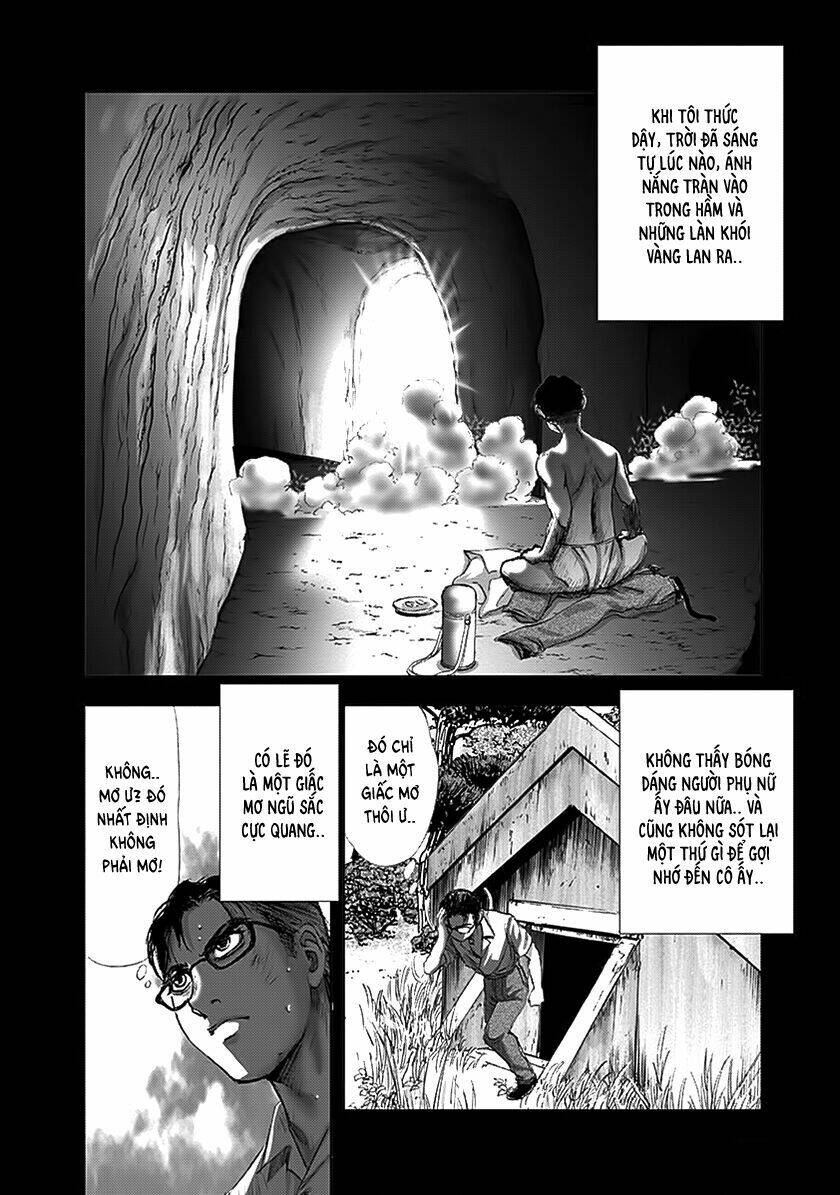 KHI TÔI THỨC
DẬY, TRỜI ĐÃ SÁNG
TỰ LÚC NÀO, ÁNH
NẮNG TRÀN VÀO
TRONG HẦM VÀ
NHỮNG LÀN KHÓI
VÀNG LAN RA..
KHÔNG THẤY BÓNG
DÁNG NGƯỜI PHỤ NỮ
ẤY ĐÂU NỮA.. VÀ
CŨNG KHÔNG SÓT LẠI
MỘT THỨ GÌ ĐỂ GỢI
NHỚ ĐẾN CÔ ẤY..
ĐÓ CHỈ
LÀ MỘT
GIẤC MƠ
THÔI Ư..
CÓ LẼ ĐÓ
LÀ MỘT GIẤC
MƠ NGŨ SẮC
CỰC QUANG..
KHÔNG..
MƠ Ư? ĐÓ
NHẤT ĐỊNH
KHÔNG
PHẢI MƠ!